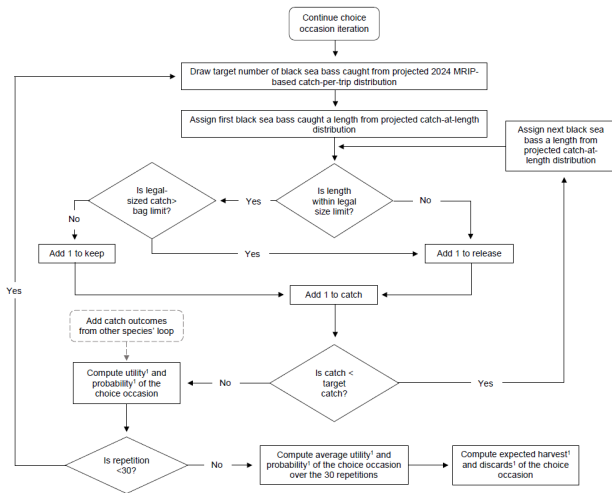 Continue choice
occasion iteration
Draw target number of black sea bass caught from projected 2024 MRIP-
based catch-per-trip distribution
Assign first black sea bass caught a length from projected catch-at-length
distribution
Assign next black sea
bass a length from
projected catch-at-
length distribution
Is legal-
sized catch>
bag limit?
Yes
Is length
within legal
size limit?
No
No
Add 1 to keep
Yes
Add 1 to release
Yes
Add 1 to catch
Add catch outcomes
from other species' loop
Compute utility¹ and
probability¹ of the
choice occasion
No
Is catch <
target
catch?
Yes
Is repetition
<30?
No
Compute average utility¹ and
probability¹ of the choice occasion
over the 30 repetitions
Compute expected harvest¹
and discards¹ of the choice
occasion